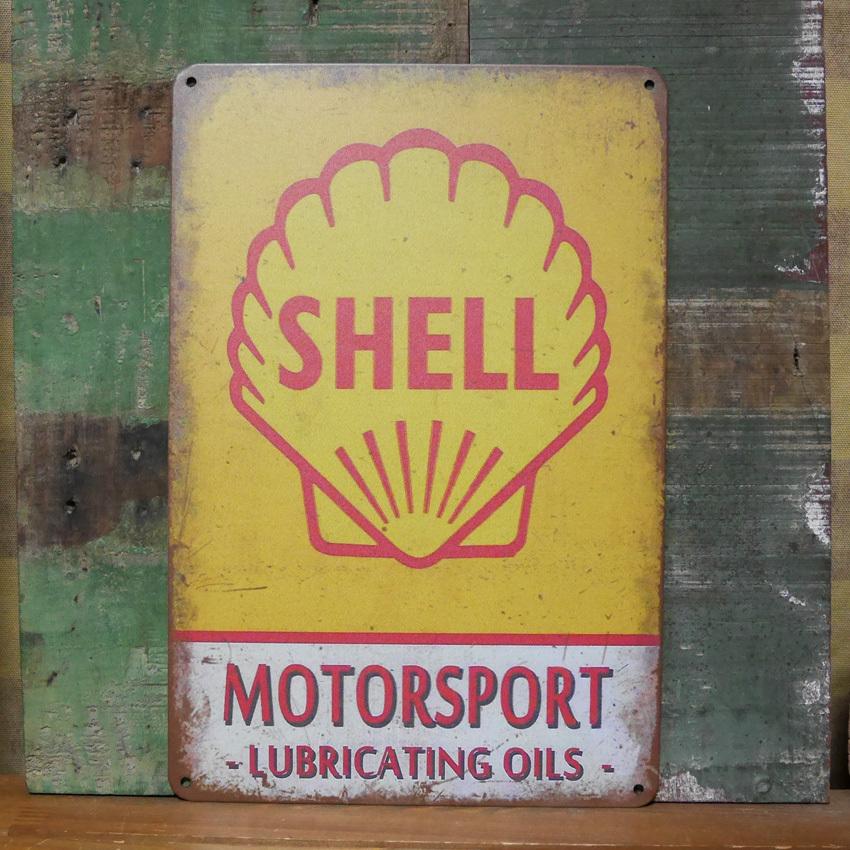 SHELL
MOTORSPORT
- LUBRICATING OILS -